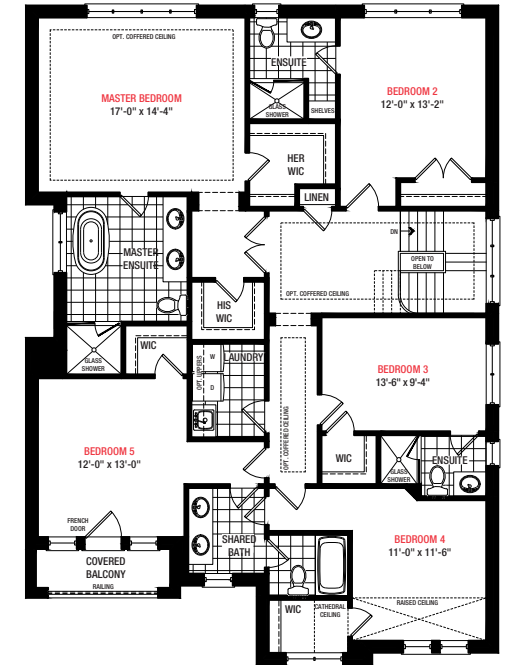 OPT. COFFERED CEILING
MASTER BEDROOM
17'-0" x 14'-4"
ENSUITE
GLASS
SHOWER
SHELVES
BEDROOM 2
12'-0" x 13'-2"
HER
WIC
LINEN
MASTER
ENSUITE
DN
OPEN TO
BELOW
OPT. COFFERED CEILING
HIS
WIC
GLASS
SHOWER
WIC
OPT. UPPERS
W
D
LAUNDRY
OPT. COFFERED CEILING
BEDROOM 3
13'-6" x 9'-4"
WIC
GLASS
SHOWER
ENSUITE
BEDROOM 5
12'-0" x 13'-0"
FRENCH
DOOR
COVERED
BALCONY
RAILING
SHARED
BATH
BEDROOM 4
11'-0" x 11'-6"
RAISED CEILING
WIC
CATHEDRAL
CEILING